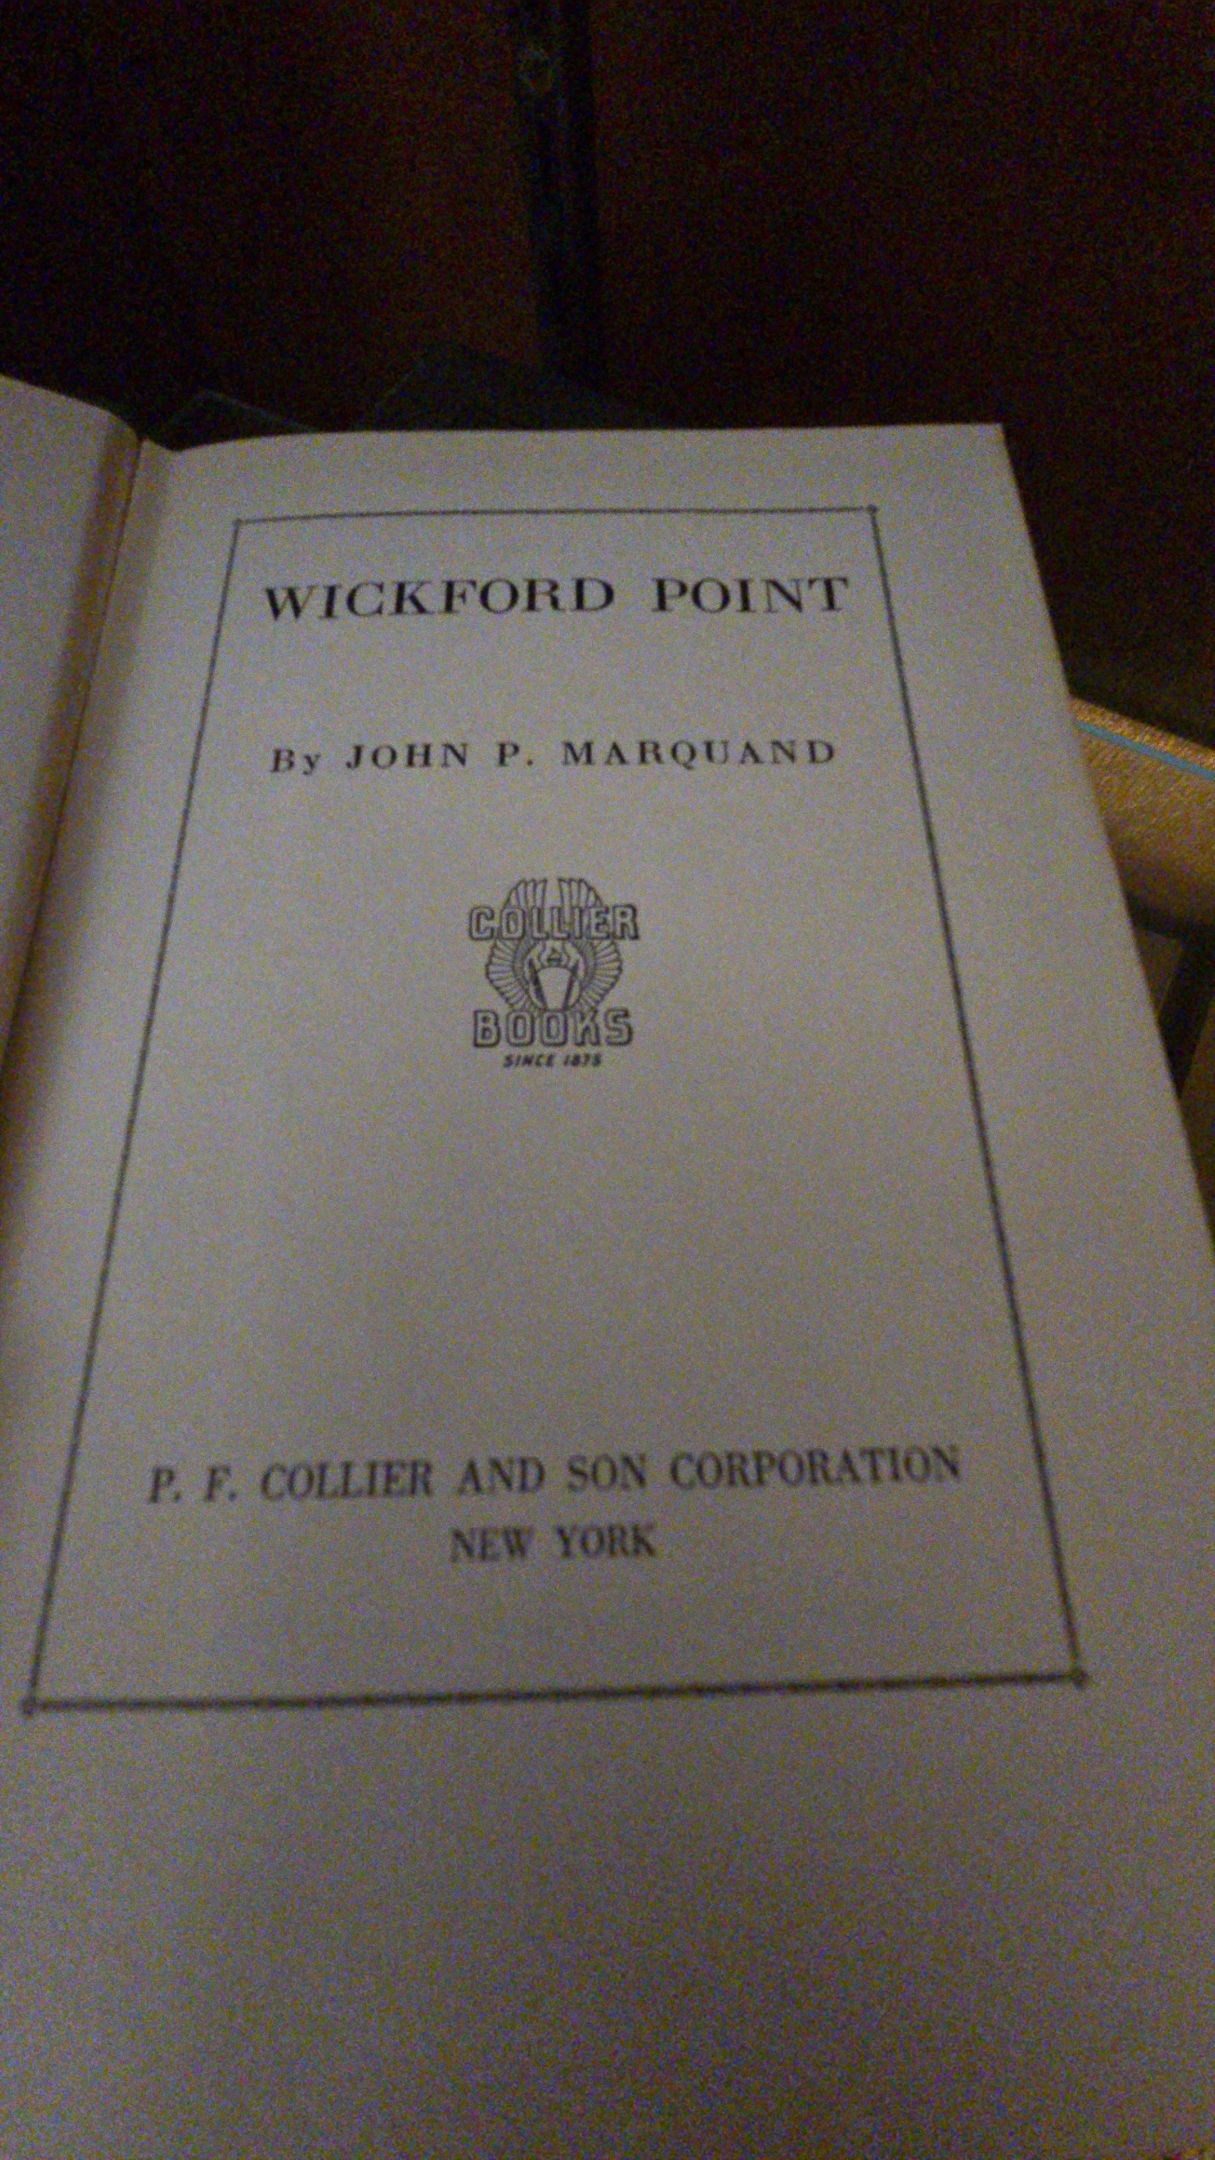 WICKFORD POINT
By JOHN P. MARQUAND
COLLIER
BOOKS
SINCE 1875
P. F. COLLIER AND SON CORPORATION
NEW YORK